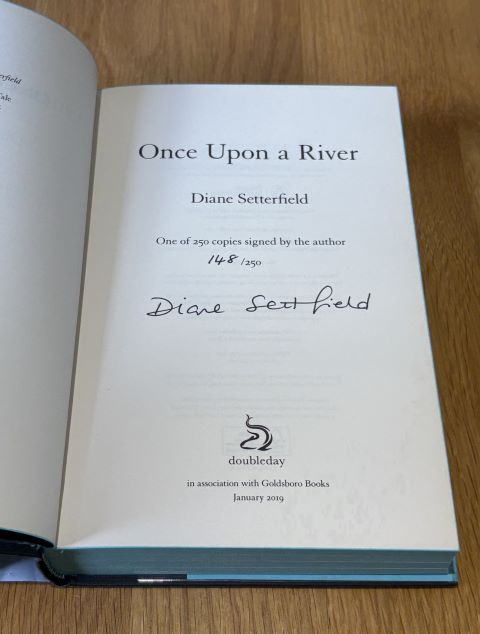 Once Upon a River
Diane Setterfield
One of 250 copies signed by the author
148 /250
Diane Setterfield
doubleday
in association with Goldsboro Books
January 2019